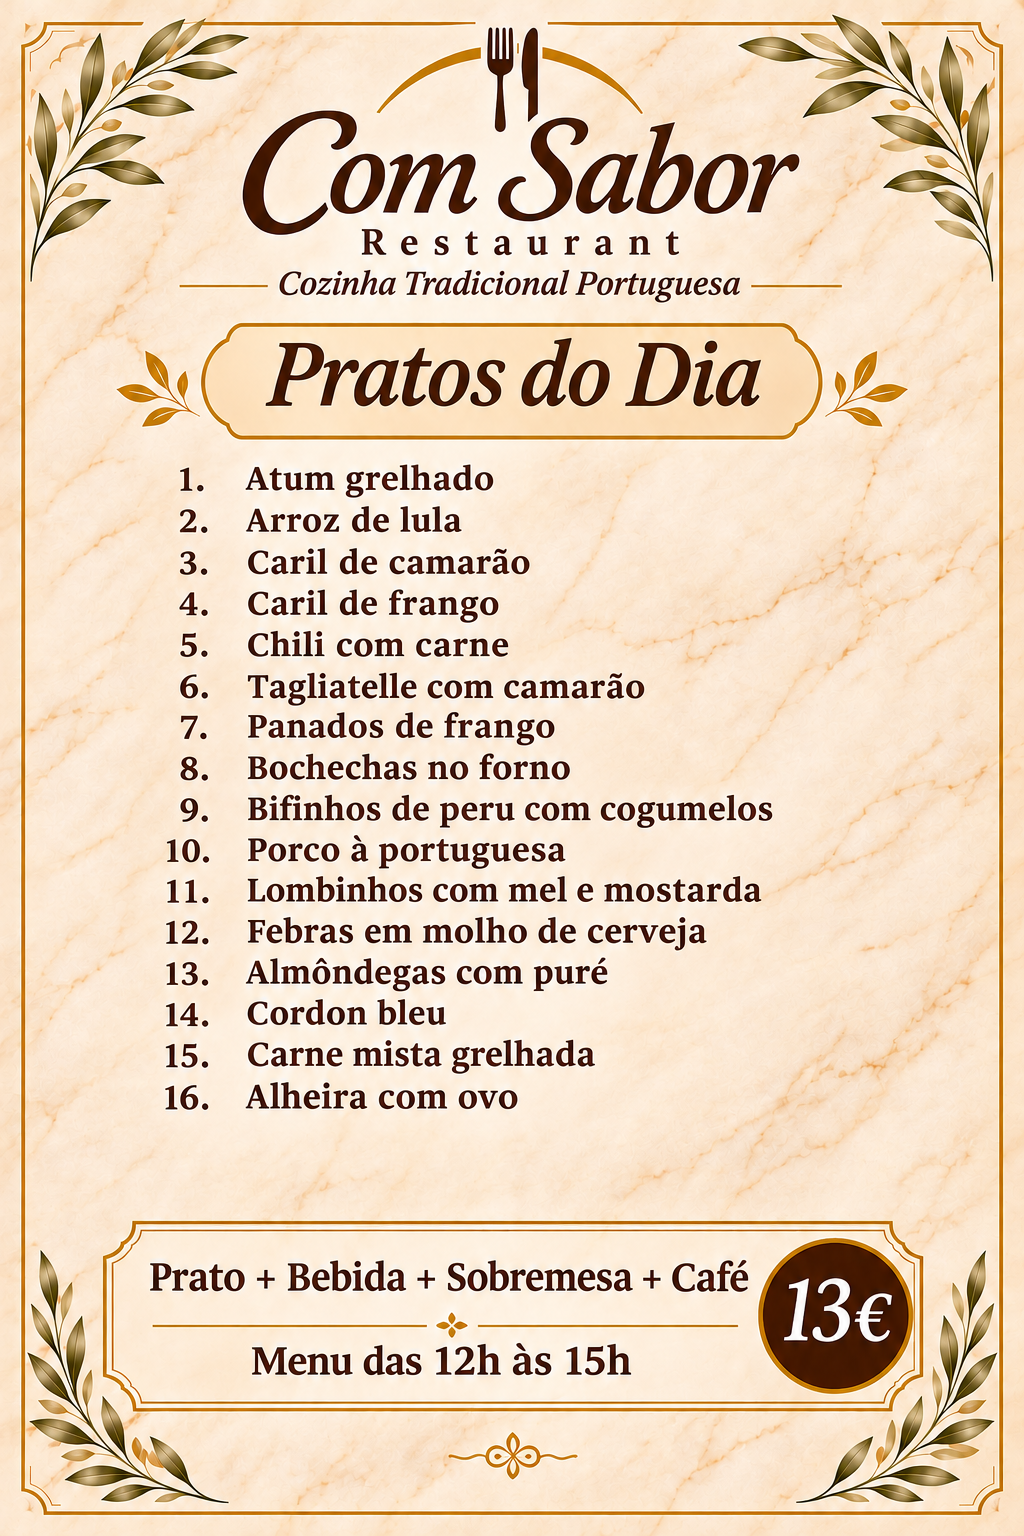 Com Sabor
Restaurant
Cozinha Tradicional Portuguesa
Pratos do Dia
1. Atum grelhado
2. Arroz de lula
3. Caril de camarão
4. Caril de frango
5. Chili com carne
6. Tagliatelle com camarão
7. Panados de frango
8. Bochechas no forno
9. Bifinhos de peru com cogumelos
10. Porco à portuguesa
11. Lombinhos com mel e mostarda
12. Febras em molho de cerveja
13. Almôndegas com puré
14. Cordon bleu
15. Carne mista grelhada
16. Alheira com ovo
Prato + Bebida + Sobremesa + Café
13€
Menu das 12h às 15h